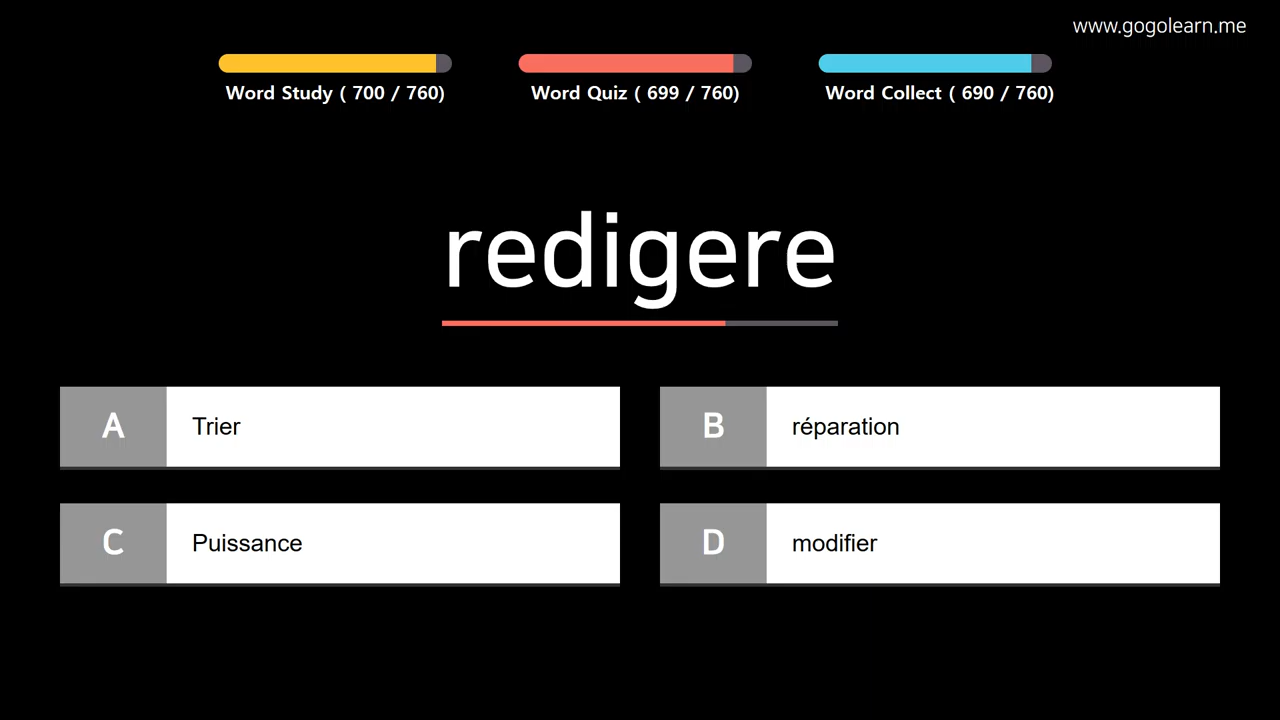 www.gogolearn.me
Word Study ( 700 / 760)
Word Quiz ( 699 / 760)
Word Collect ( 690 / 760)
redigere
A Trier
B réparation
C Puissance
D modifier